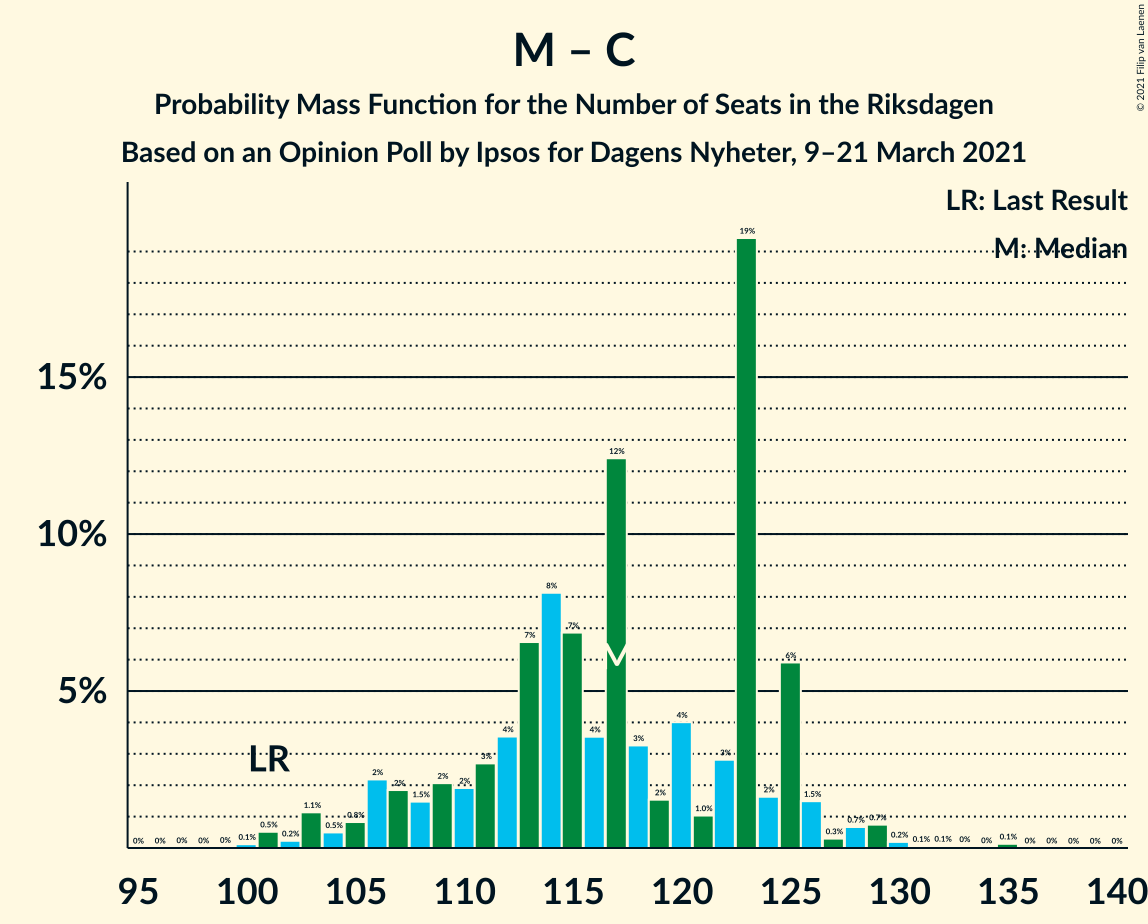 M – C
Probability Mass Function for the Number of Seats in the Riksdagen
Based on an Opinion Poll by Ipsos for Dagens Nyheter, 9–21 March 2021
© 2021 Filip van Laenen
LR: Last Result
M: Median
15%
10%
5%
LR
M
0% 0% 0% 0% 0% 0.1% 0.5% 0.2% 1.1% 0.5% 0.8% 2% 2% 1.5% 2% 2% 3% 4% 7% 8% 7% 4% 12% 3% 2% 4% 1.0% 3% 19% 2% 6% 1.5% 0.3% 0.7% 0.7% 0.2% 0.1% 0.1% 0% 0% 0.1% 0% 0% 0% 0% 0%
95 100 105 110 115 120 125 130 135 140